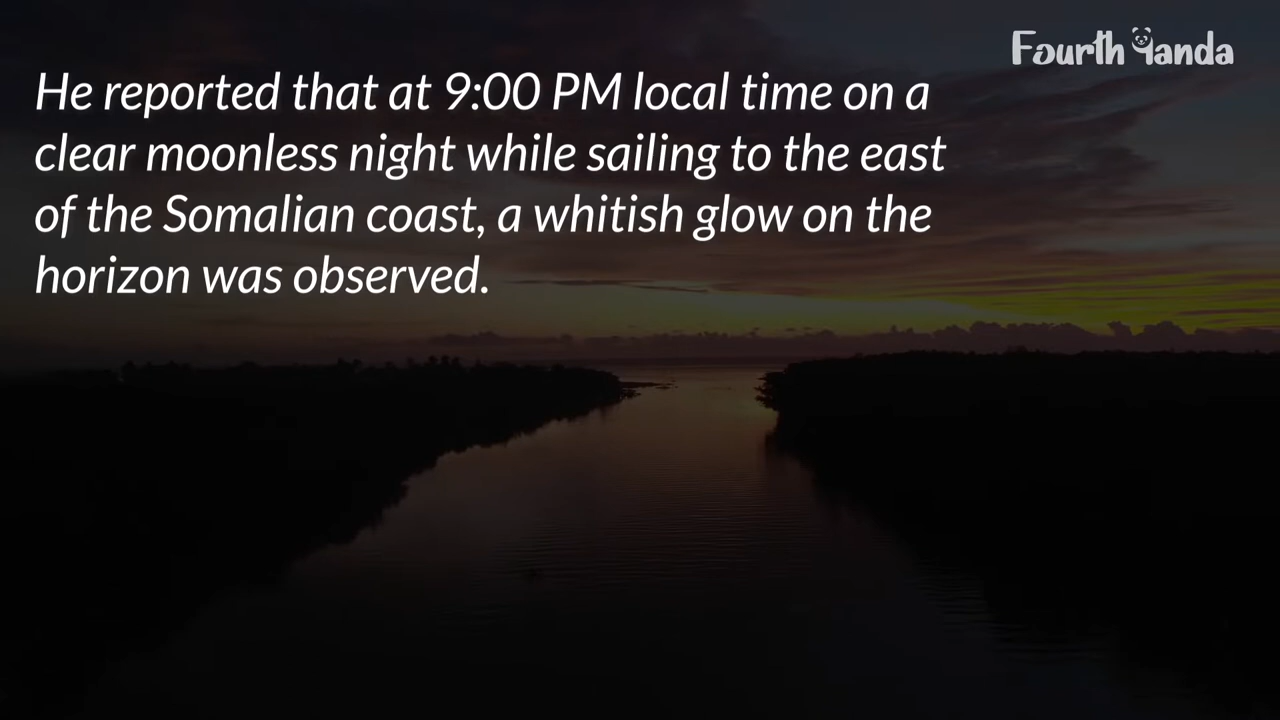 Fourth Panda
He reported that at 9:00 PM local time on a
clear moonless night while sailing to the east
of the Somalian coast, a whitish glow on the
horizon was observed.